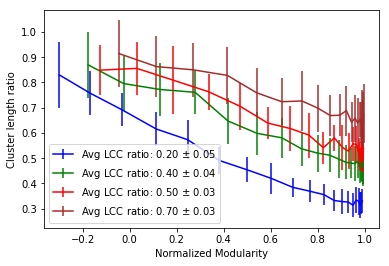 Cluster length ratio
1.0
0.9
0.8
0.7
0.6
0.5
0.4
0.3
Avg LCC ratio: 0.20 ± 0.05
Avg LCC ratio: 0.40 ± 0.04
Avg LCC ratio: 0.50 ± 0.03
Avg LCC ratio: 0.70 ± 0.03
−0.2 0.0 0.2 0.4 0.6 0.8 1.0
Normalized Modularity